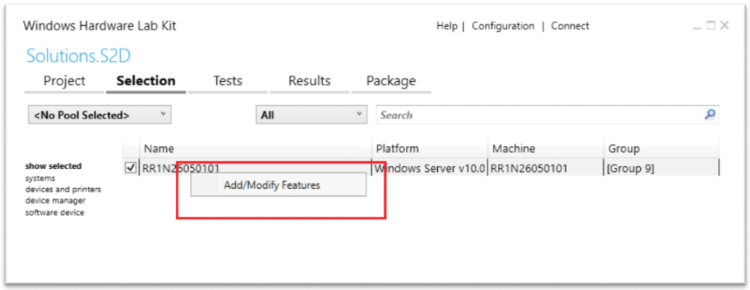 Windows Hardware Lab Kit
Help | Configuration | Connect
Solutions.S2D
Project Selection Tests Results Package
<No Pool Selected> All Search
Name Platform Machine Group
show selected
RR1N26050101 Windows Server v10.0 RR1N26050101 [Group 9]
systems
devices and printers
device manager
software device
Add/Modify Features